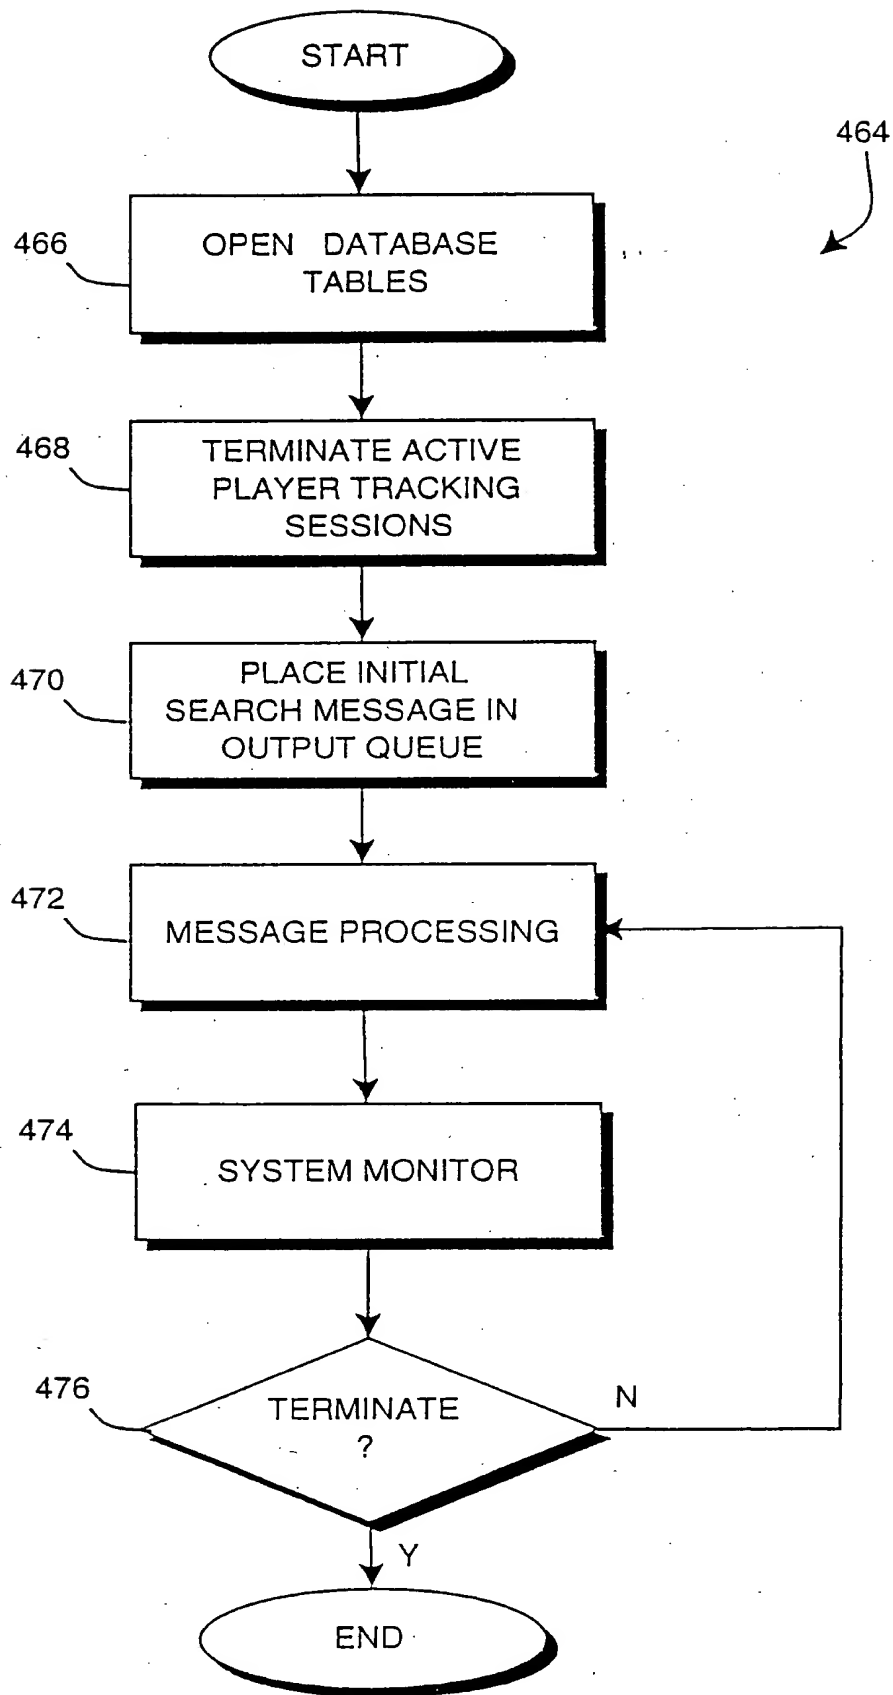 START
464
466
OPEN DATABASE
TABLES
468
TERMINATE ACTIVE
PLAYER TRACKING
SESSIONS
470
PLACE INITIAL
SEARCH MESSAGE IN
OUTPUT QUEUE
472
MESSAGE PROCESSING
474
SYSTEM MONITOR
476
TERMINATE
?
N
Y
END